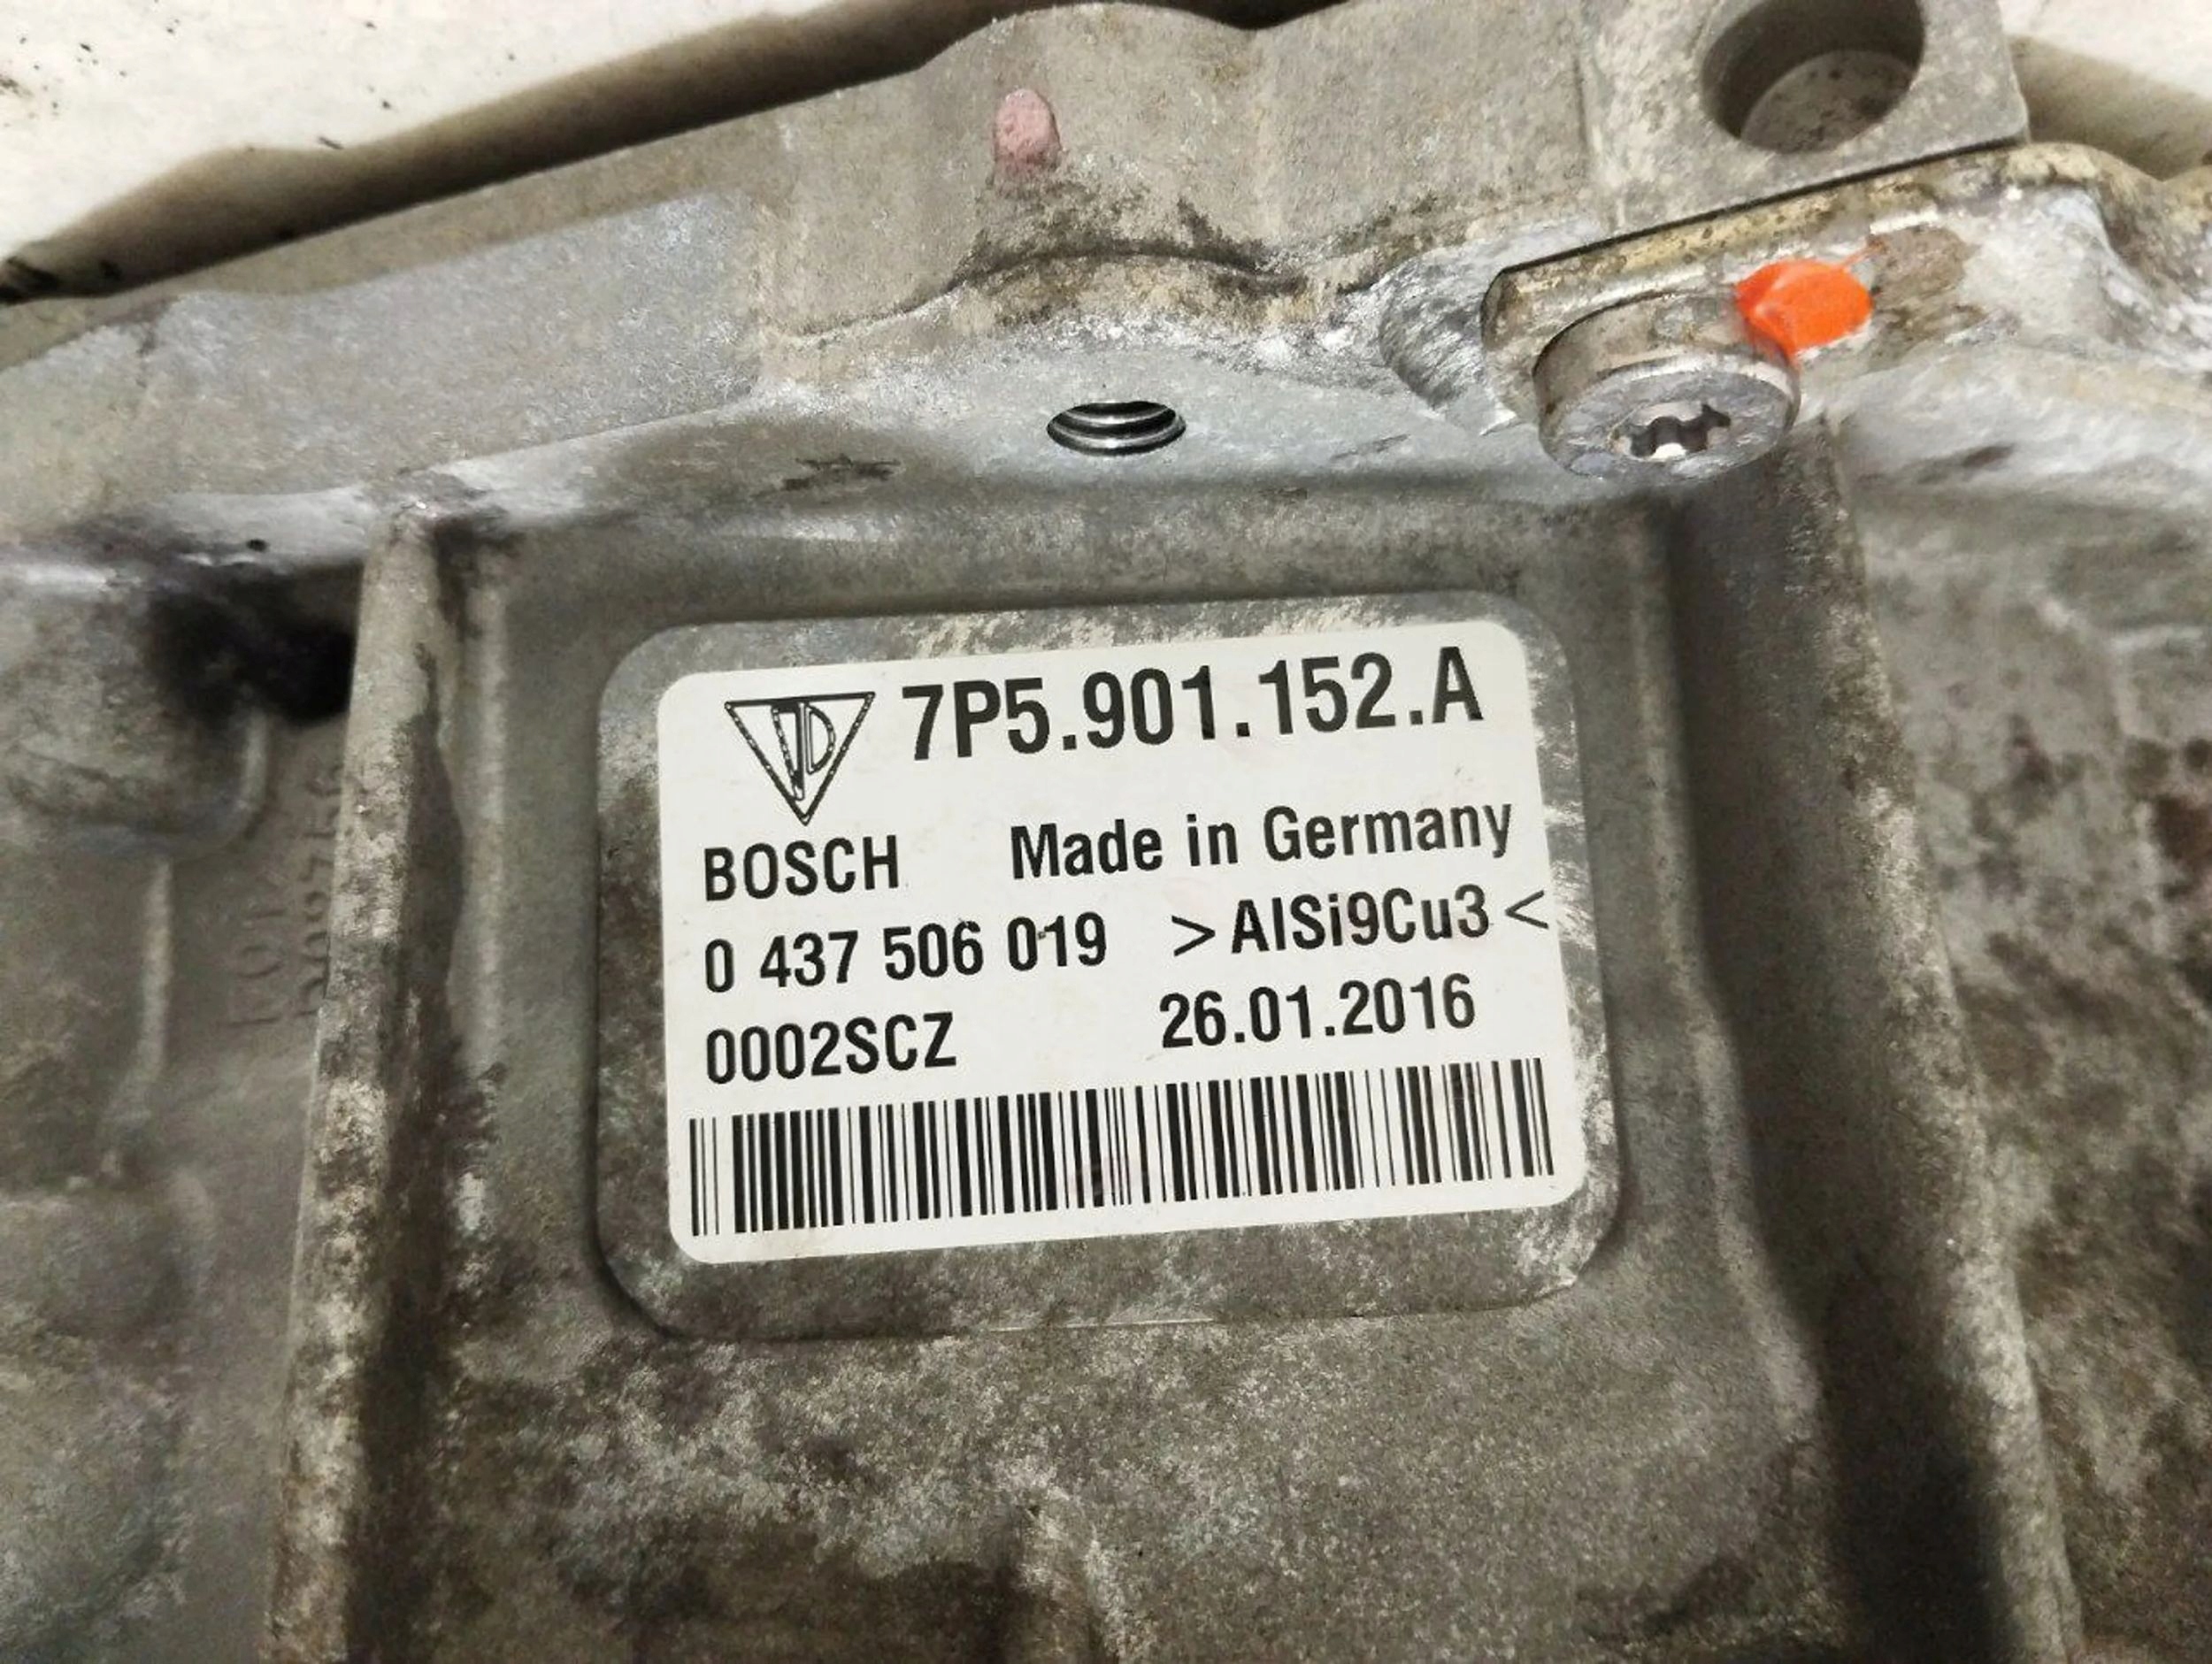 7P5.901.152.A
BOSCH Made in Germany
0 437 506 019 >AlSi9Cu3<
0002SCZ 26.01.2016